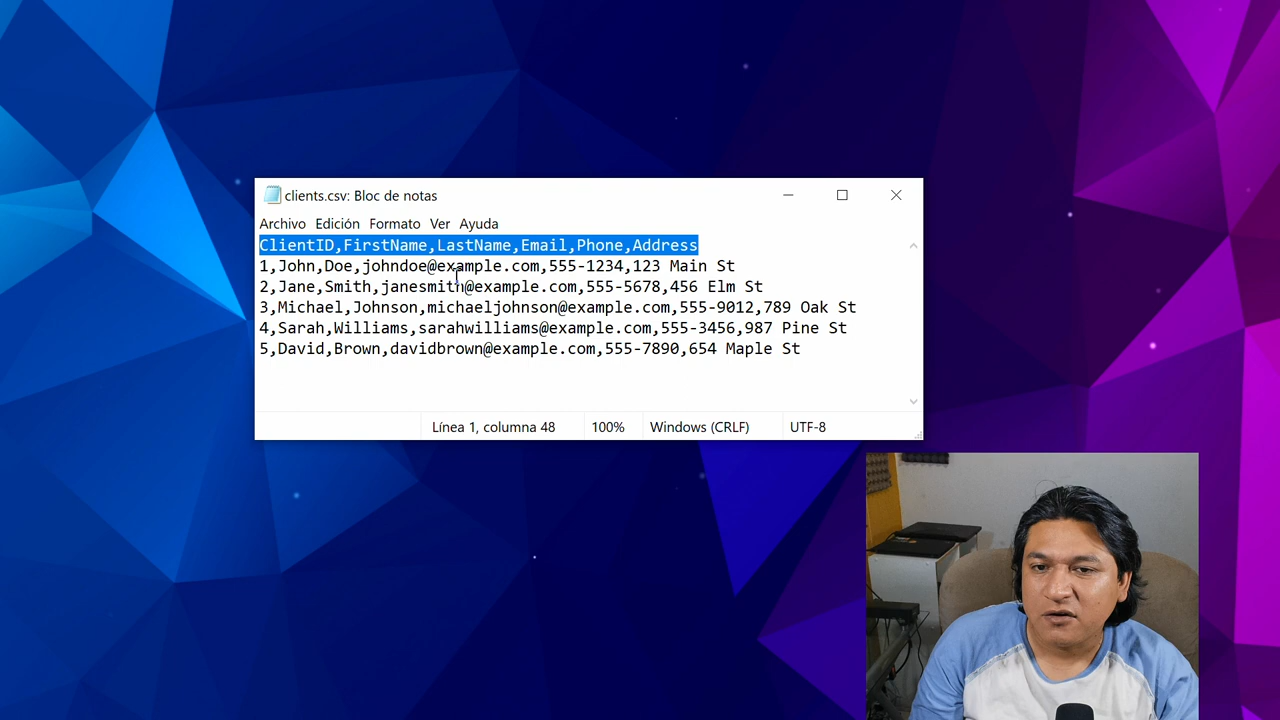 clients.csv: Bloc de notas
Archivo Edición Formato Ver Ayuda
ClientID,FirstName,LastName,Email,Phone,Address
1,John,Doe,johndoe@example.com,555-1234,123 Main St
2,Jane,Smith,janesmith@example.com,555-5678,456 Elm St
3,Michael,Johnson,michaeljohnson@example.com,555-9012,789 Oak St
4,Sarah,Williams,sarahwilliams@example.com,555-3456,987 Pine St
5,David,Brown,davidbrown@example.com,555-7890,654 Maple St
Línea 1, columna 48 100% Windows (CRLF) UTF-8